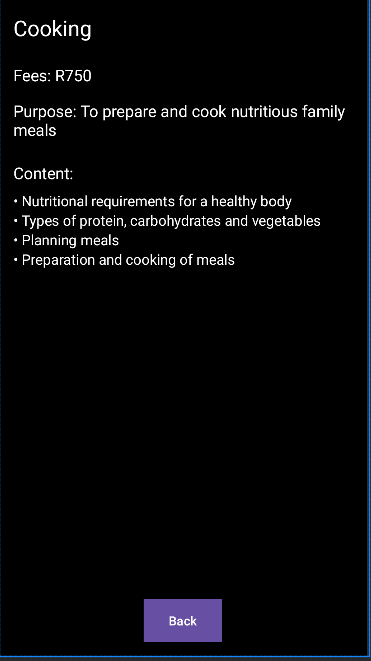 Cooking
Fees: R750
Purpose: To prepare and cook nutritious family
meals
Content:
• Nutritional requirements for a healthy body
• Types of protein, carbohydrates and vegetables
• Planning meals
• Preparation and cooking of meals
Back